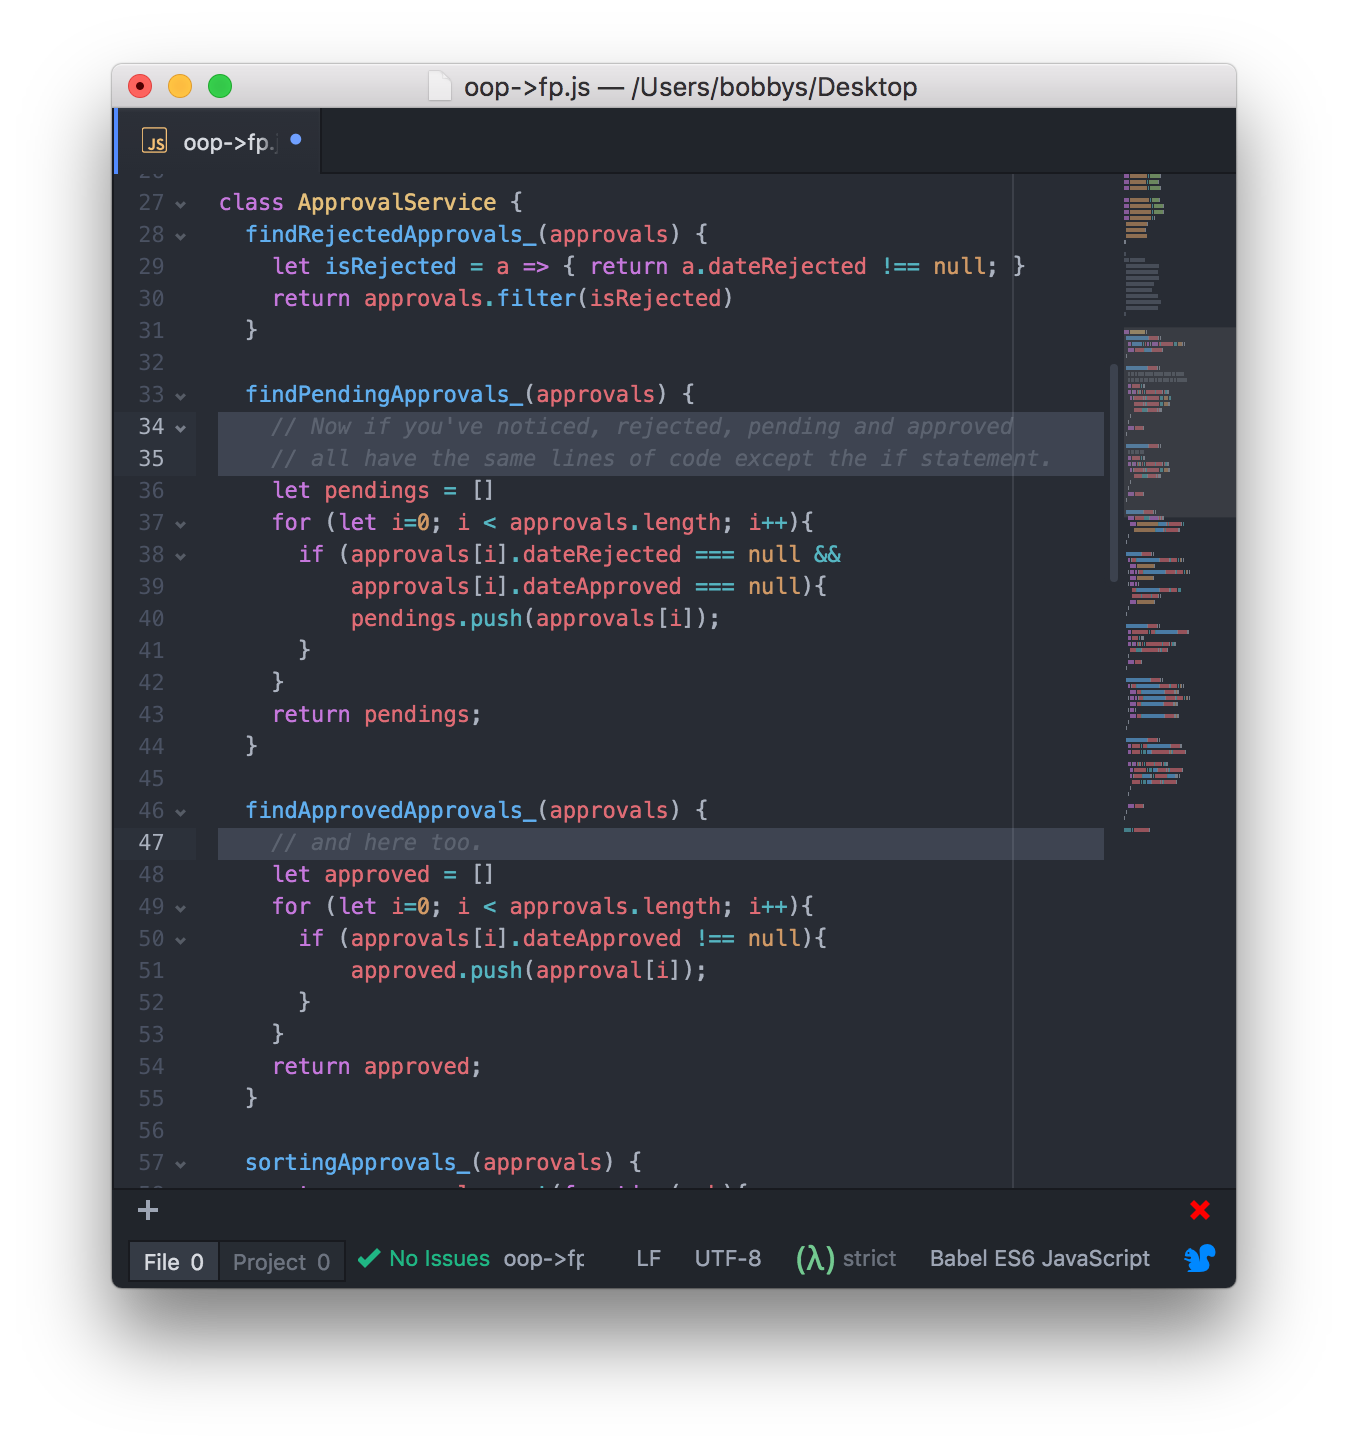 oop->fp.js — /Users/bobbys/Desktop
JS oop->fp.j
27 class ApprovalService {
28 findRejectedApprovals_(approvals) {
29 let isRejected = a => { return a.dateRejected !== null; }
30 return approvals.filter(isRejected)
31 }
32
33 findPendingApprovals_(approvals) {
34 // Now if you've noticed, rejected, pending and approved
35 // all have the same lines of code except the if statement.
36 let pendings = []
37 for (let i=0; i < approvals.length; i++){
38 if (approvals[i].dateRejected === null &&
39 approvals[i].dateApproved === null){
40 pendings.push(approvals[i]);
41 }
42 }
43 return pendings;
44 }
45
46 findApprovedApprovals_(approvals) {
47 // and here too.
48 let approved = []
49 for (let i=0; i < approvals.length; i++){
50 if (approvals[i].dateApproved !== null){
51 approved.push(approval[i]);
52 }
53 }
54 return approved;
55 }
56
57 sortingApprovals_(approvals) {
File 0 Project 0 No Issues oop->fp LF UTF-8 (λ) strict Babel ES6 JavaScript